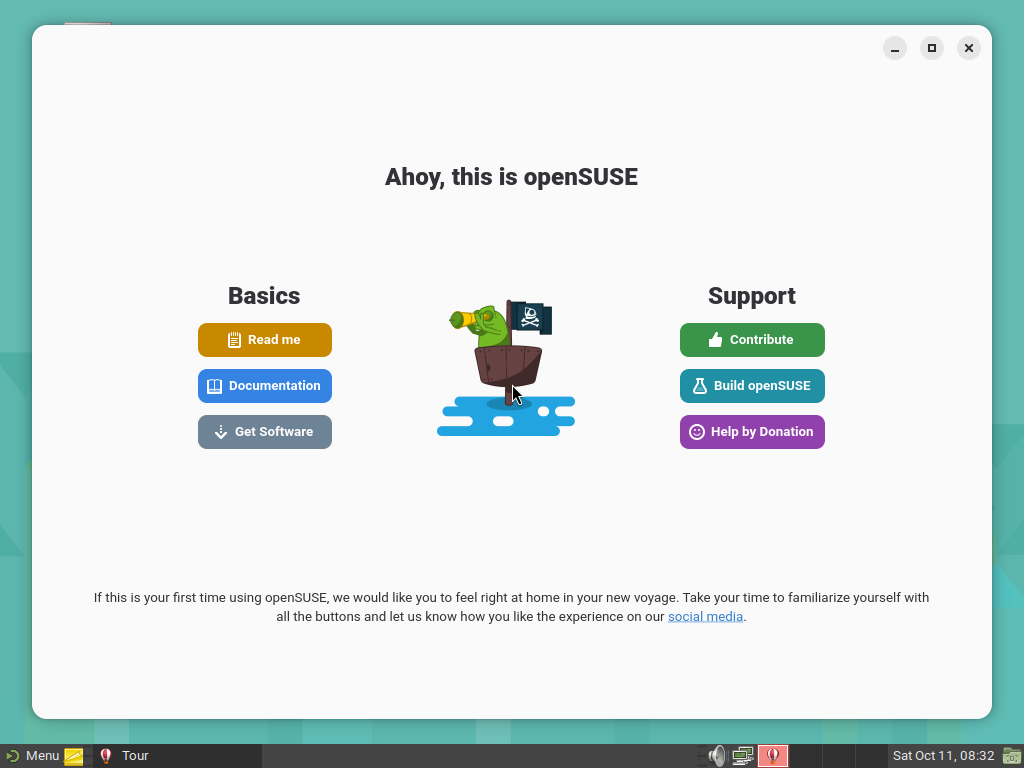 Ahoy, this is openSUSE
Basics
Read me
Documentation
Get Software
Support
Contribute
Build openSUSE
Help by Donation
If this is your first time using openSUSE, we would like you to feel right at home in your new voyage. Take your time to familiarize yourself with
all the buttons and let us know how you like the experience on our social media.
Menu
Tour
Sat Oct 11, 08:32